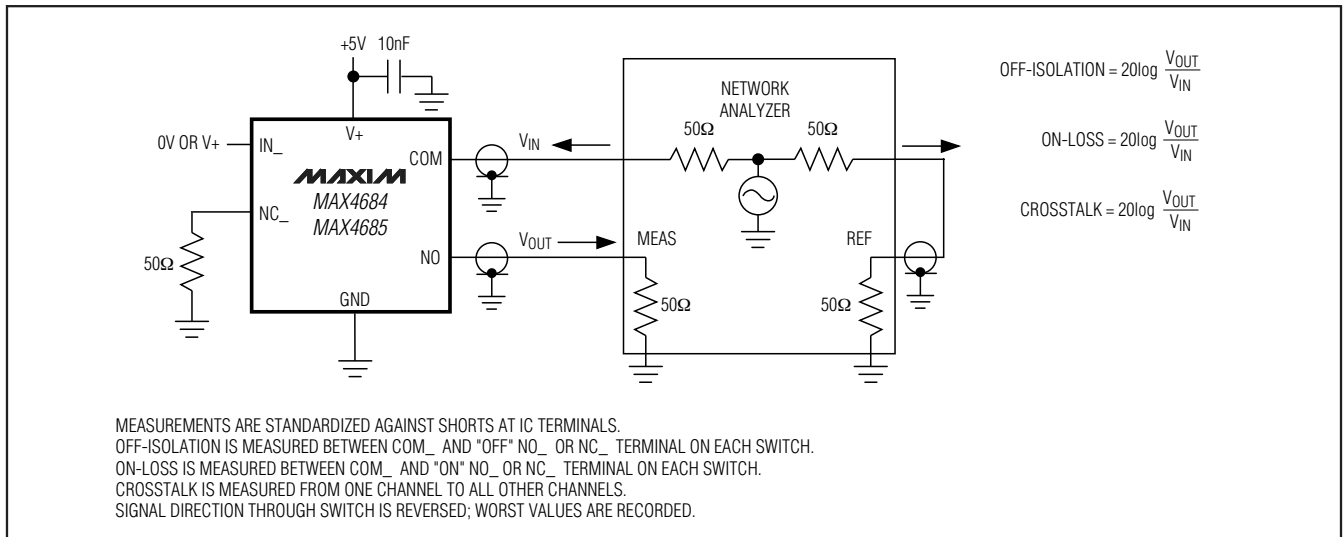 +5V 10nF
V+
0V OR V+
IN_
COM
MAXIM
MAX4684
MAX4685
NC_
NO
GND
50Ω
VIN
VOUT
NETWORK
ANALYZER
50Ω 50Ω
MEAS REF
50Ω 50Ω
OFF-ISOLATION = 20log VOUT
VIN
ON-LOSS = 20log VOUT
VIN
CROSSTALK = 20log VOUT
VIN
MEASUREMENTS ARE STANDARDIZED AGAINST SHORTS AT IC TERMINALS.
OFF-ISOLATION IS MEASURED BETWEEN COM_ AND "OFF" NO_ OR NC_ TERMINAL ON EACH SWITCH.
ON-LOSS IS MEASURED BETWEEN COM_ AND "ON" NO_ OR NC_ TERMINAL ON EACH SWITCH.
CROSSTALK IS MEASURED FROM ONE CHANNEL TO ALL OTHER CHANNELS.
SIGNAL DIRECTION THROUGH SWITCH IS REVERSED; WORST VALUES ARE RECORDED.